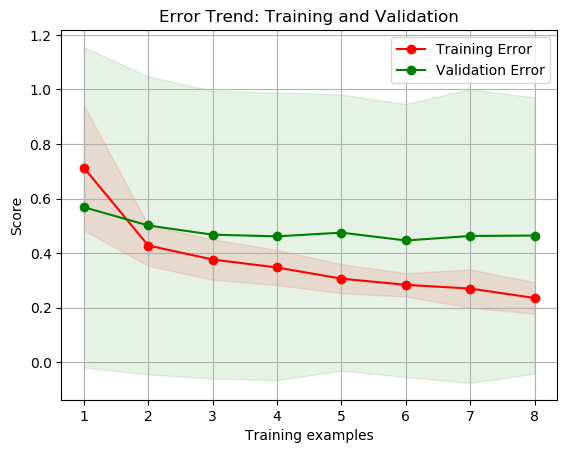 Error Trend: Training and Validation
Training Error
Validation Error
Score
1.2
1.0
0.8
0.6
0.4
0.2
0.0
1 2 3 4 5 6 7 8
Training examples